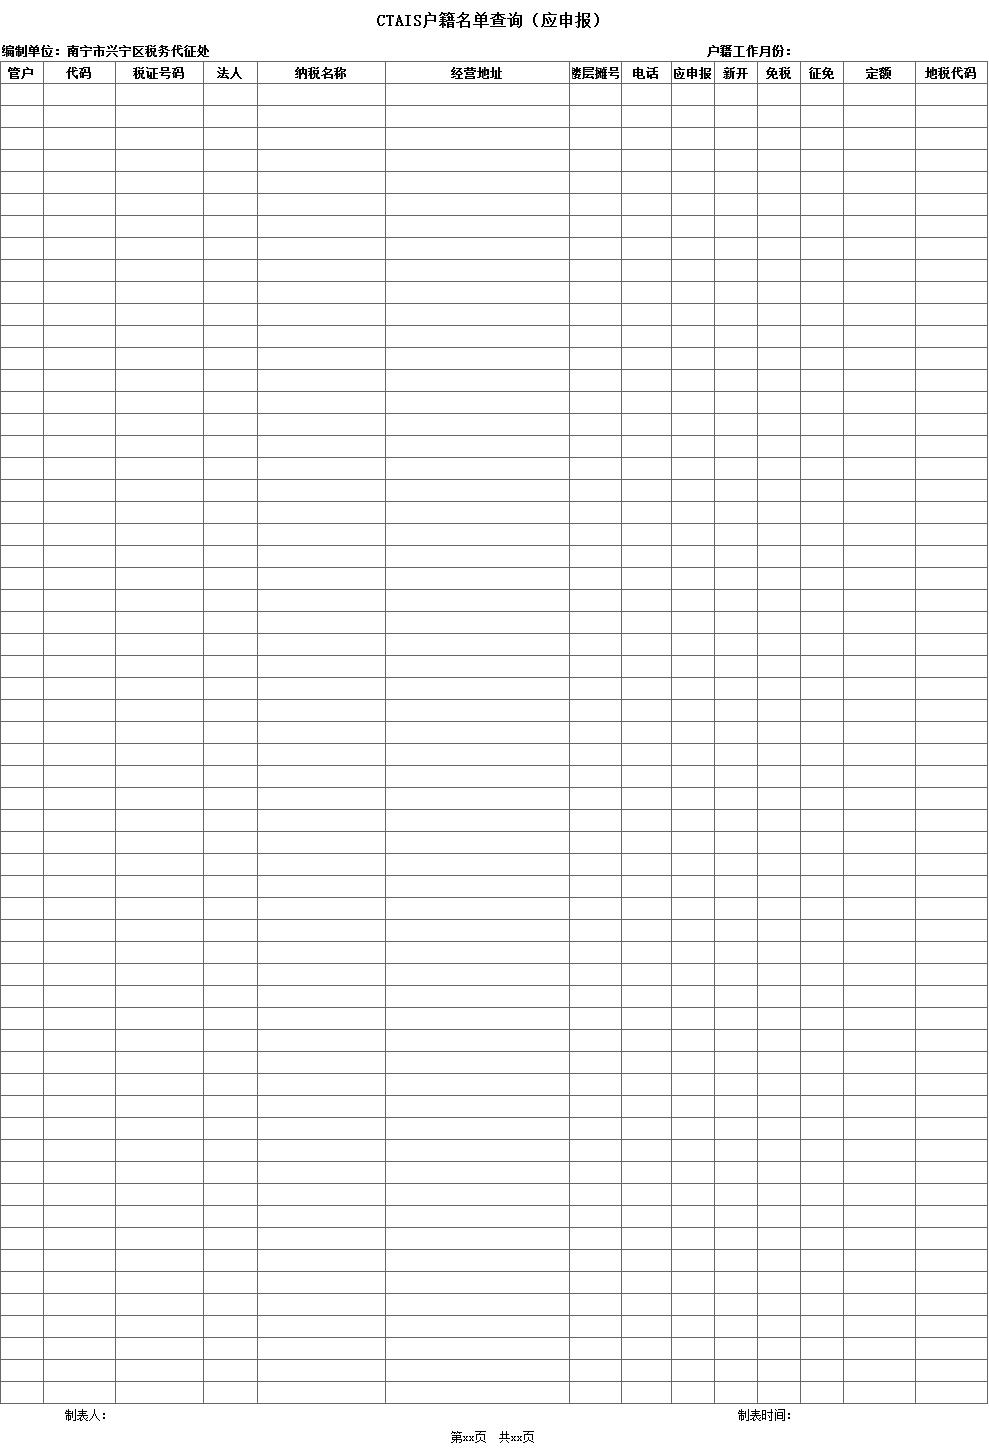 CTAIS户籍名单查询（应申报）
编制单位：南宁市兴宁区税务代征处 户籍工作月份：
管户 代码 税证号码 法人 纳税名称 经营地址 楼层摊号 电话 应申报 新开 免税 征免 定额 地税代码
制表人： 制表时间：
第xx页 共xx页